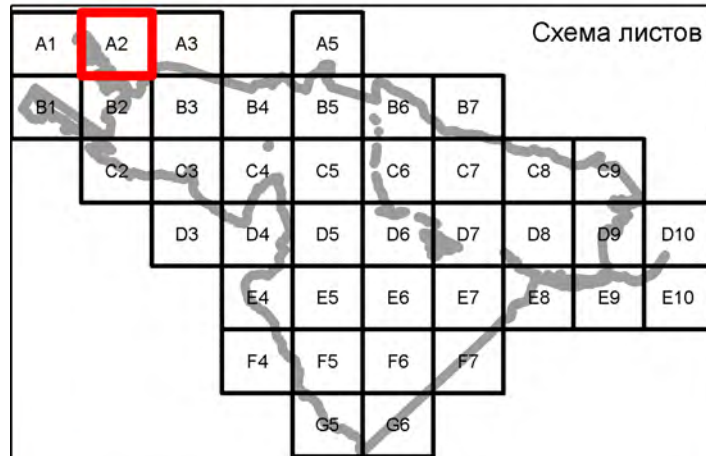 Схема листов
A1 A2 A3 A5
B1 B2 B3 B4 B5 B6 B7
C2 C3 C4 C5 C6 C7 C8 C9
D3 D4 D5 D6 D7 D8 D9 D10
E4 E5 E6 E7 E8 E9 E10
F4 F5 F6 F7
G5 G6